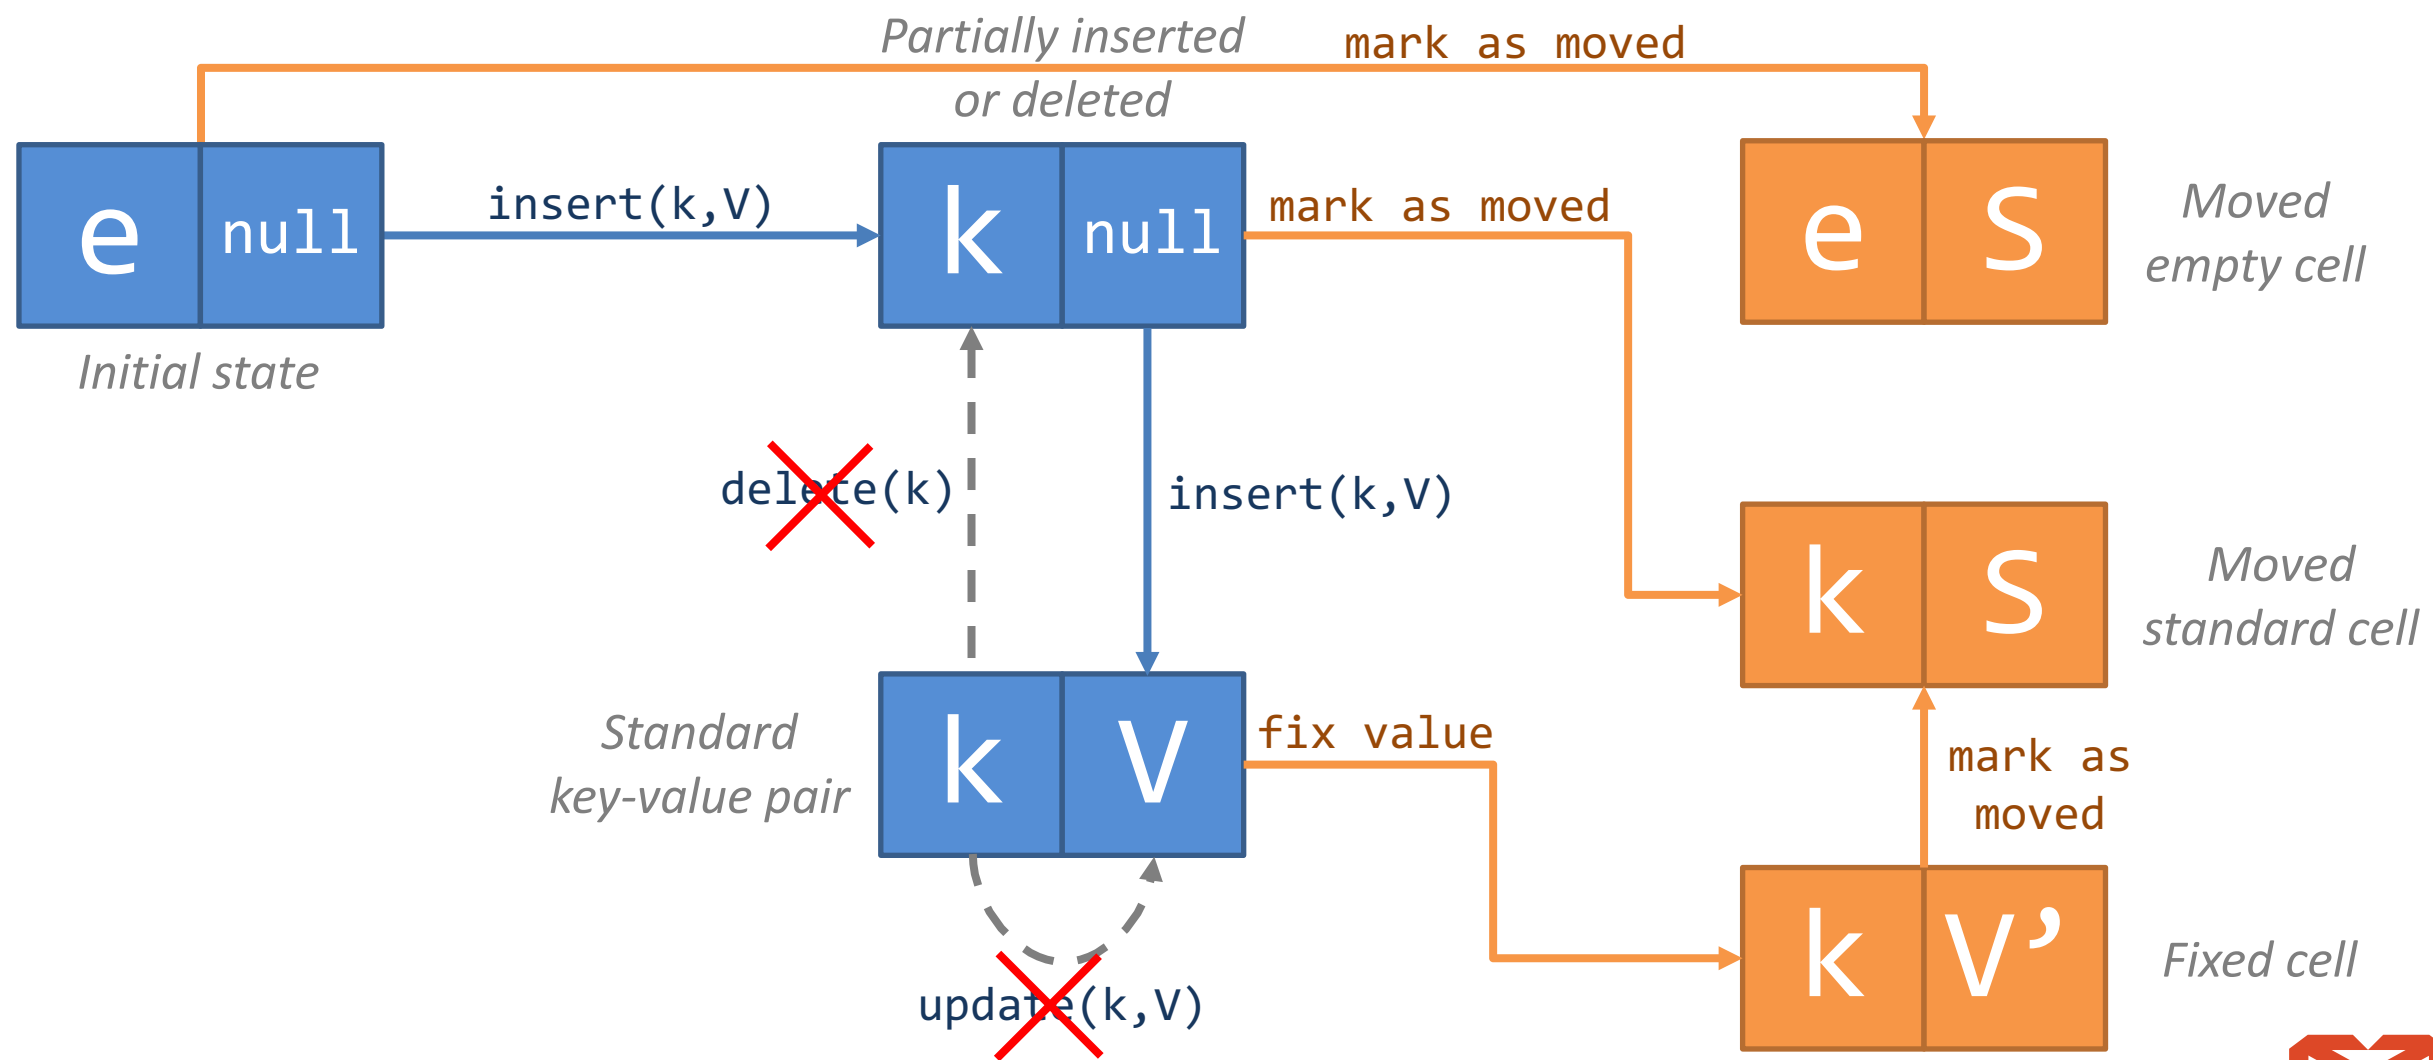 Partially inserted
or deleted
mark as moved
e null
insert(k,V)
k null
mark as moved
e S
Moved
empty cell
Initial state
delete(k)
insert(k,V)
k S
Moved
standard cell
Standard
key-value pair
k V
fix value
mark as
moved
update(k,V)
k V’
Fixed cell